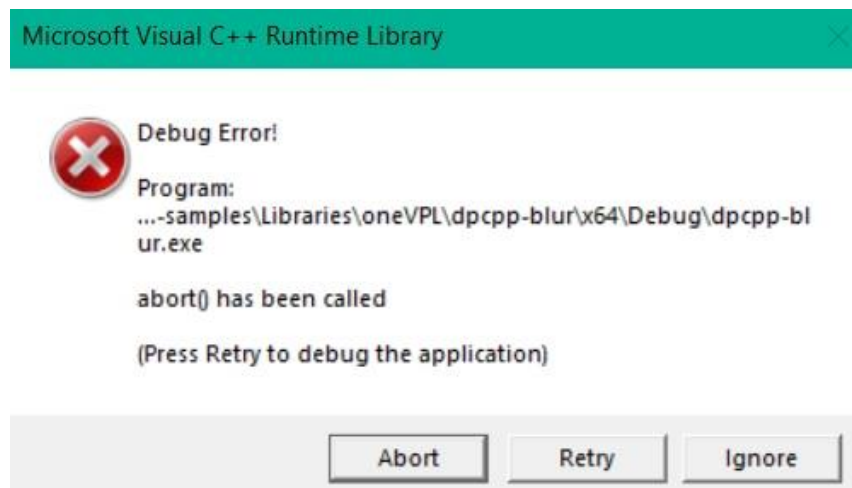 Microsoft Visual C++ Runtime Library
Debug Error!
Program:
...-samples\Libraries\oneVPL\dpcpp-blur\x64\Debug\dpcpp-bl
ur.exe
abort() has been called
(Press Retry to debug the application)
Abort
Retry
Ignore